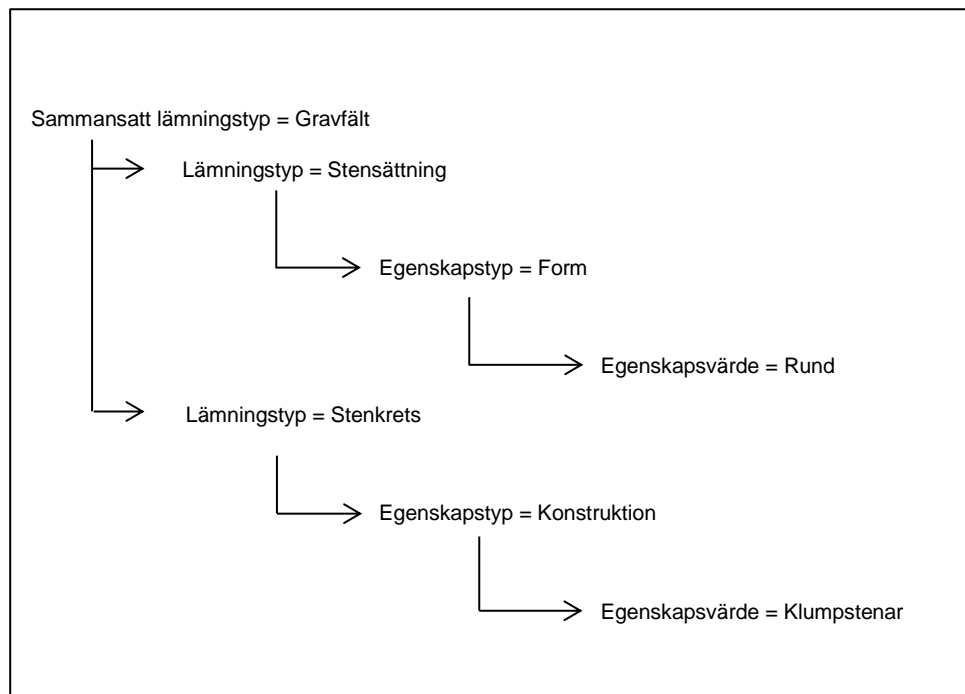 Sammansatt lämningstyp = Gravfält
Lämningstyp = Stensättning
Egenskapstyp = Form
Egenskapsvärde = Rund
Lämningstyp = Stenkrets
Egenskapstyp = Konstruktion
Egenskapsvärde = Klumpstenar